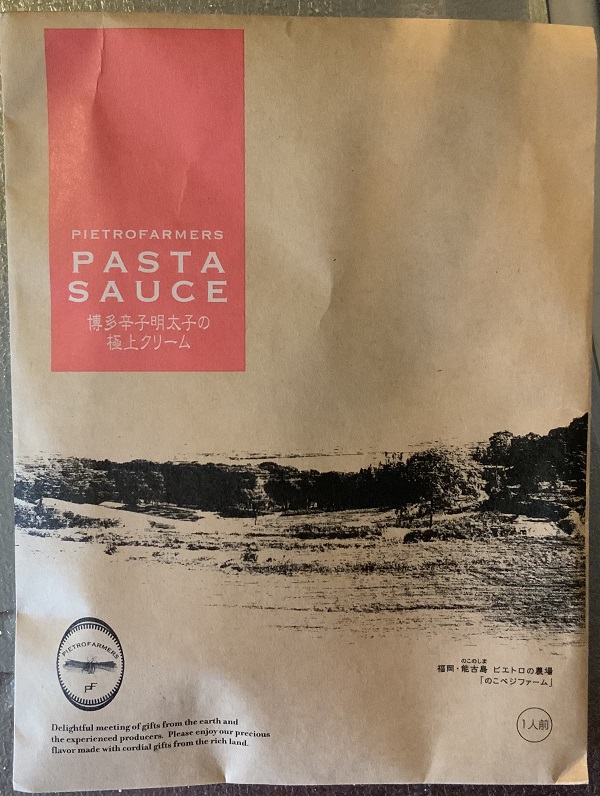 PIETROFARMERS
PASTA
SAUCE
博多辛子明太子の
極上クリーム
PIETROFARMERS
PF
のこのしま
福岡・能古島 ピエトロの農場
「のこベジファーム」
1人前
Delightful meeting of gifts from the earth and
the experienced producers. Please enjoy our precious
flavor made with cordial gifts from the rich land.